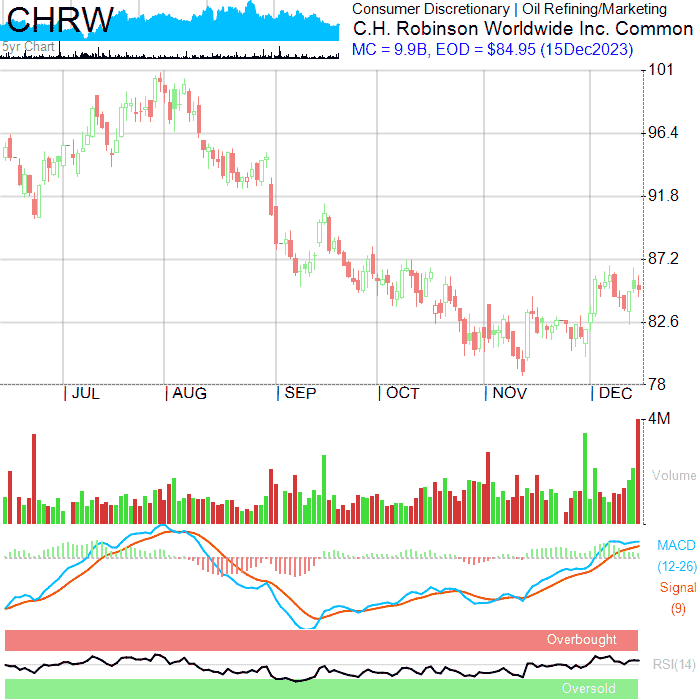 CHRW
5yr Chart
Consumer Discretionary | Oil Refining/Marketing
C.H. Robinson Worldwide Inc. Common
MC = 9.9B, EOD = $84.95 (15Dec2023)
101
96.4
91.8
87.2
82.6
78
| JUL | AUG | SEP | OCT | NOV | DEC
4M
Volume
MACD
(12-26)
Signal
(9)
Overbought
RSI(14)
Oversold